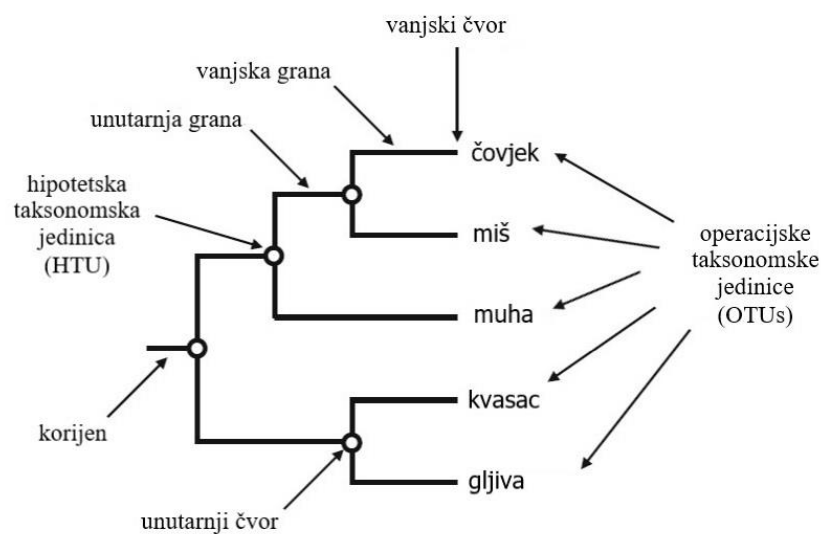 vanjski čvor
vanjska grana
unutarnja grana
čovjek
hipotetska
taksonomska
jedinica
(HTU)
miš
operacijske
taksonomske
jedinice
(OTUs)
muha
kvasac
korijen
gljiva
unutarnji čvor